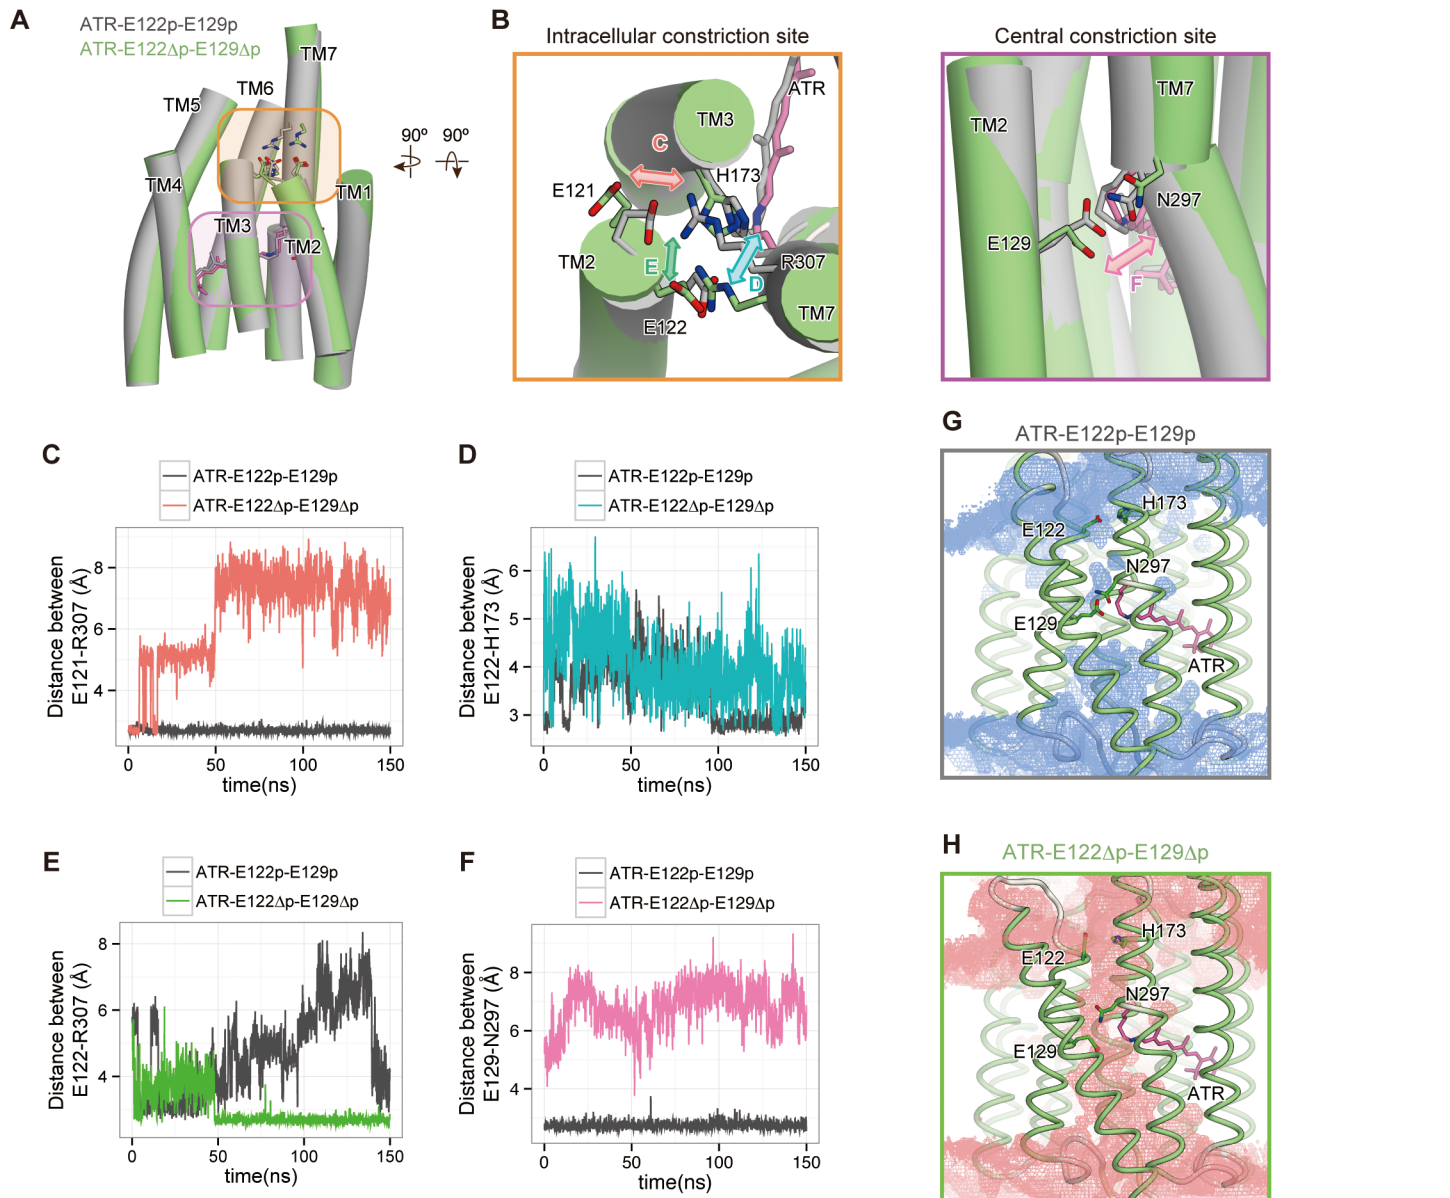 A
ATR-E122p-E129p
ATR-E122Δp-E129Δp
TM7
TM6
TM5
TM4
TM1
TM3
TM2
90º 90º
B
Intracellular constriction site
ATR
TM3
C
H173
E121
TM2
E
R307
D
E122
TM7
Central constriction site
TM7
TM2
N297
E129
F
C
ATR-E122p-E129p
ATR-E122Δp-E129Δp
Distance between
E121-R307 (Å)
8
6
4
0 50 100 150
time(ns)
D
ATR-E122p-E129p
ATR-E122Δp-E129Δp
Distance between
E122-H173 (Å)
6
5
4
3
0 50 100 150
time(ns)
G
ATR-E122p-E129p
H173
E122
N297
E129
ATR
E
ATR-E122p-E129p
ATR-E122Δp-E129Δp
Distance between
E122-R307 (Å)
8
6
4
0 50 100 150
time(ns)
F
ATR-E122p-E129p
ATR-E122Δp-E129Δp
Distance between
E129-N297 (Å)
8
6
4
0 50 100 150
time(ns)
H
ATR-E122Δp-E129Δp
H173
E122
N297
E129
ATR